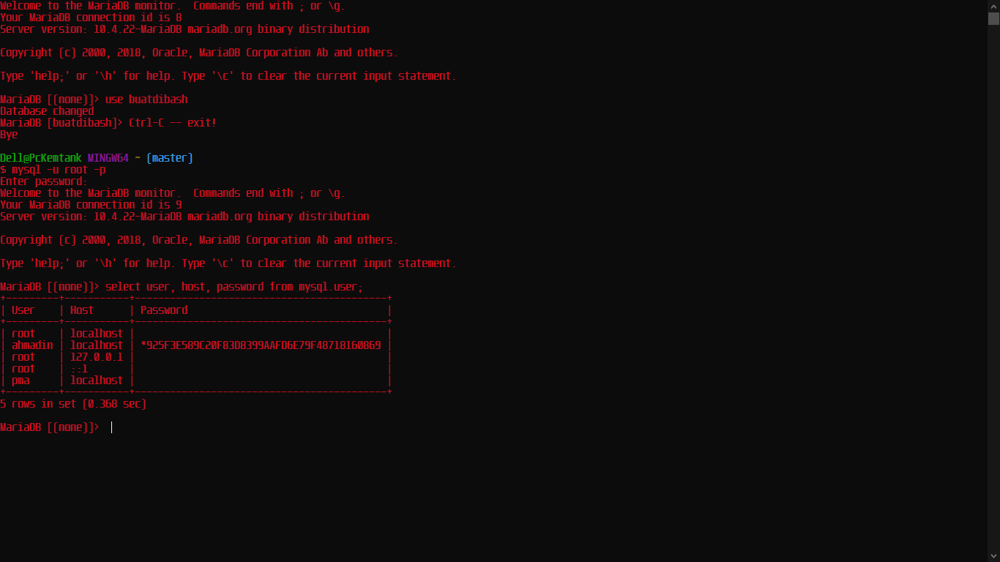 Welcome to the MariaDB monitor.  Commands end with ; or \g.
Your MariaDB connection id is 8
Server version: 10.4.22-MariaDB mariadb.org binary distribution
Copyright (c) 2000, 2018, Oracle, MariaDB Corporation Ab and others.
Type 'help;' or '\h' for help. Type '\c' to clear the current input statement.
MariaDB [(none)]> use buatdibash
Database changed
MariaDB [buatdibash]> Ctrl-C -- exit!
Bye
Dell@PcKemtank MINGW64 ~ (master)
$ mysql -u root -p
Enter password:
Welcome to the MariaDB monitor.  Commands end with ; or \g.
Your MariaDB connection id is 9
Server version: 10.4.22-MariaDB mariadb.org binary distribution
Copyright (c) 2000, 2018, Oracle, MariaDB Corporation Ab and others.
Type 'help;' or '\h' for help. Type '\c' to clear the current input statement.
MariaDB [(none)]> select user, host, password from mysql.user;
+---------+-----------+-------------------------------------------+
| User    | Host      | Password                                  |
+---------+-----------+-------------------------------------------+
| root    | localhost |                                           |
| ahmadin | localhost | *925F3E589C20F83D8399AAFD6E79F48718160869 |
| root    | 127.0.0.1 |                                           |
| root    | ::1       |                                           |
| pma     | localhost |                                           |
+---------+-----------+-------------------------------------------+
5 rows in set (0.368 sec)
MariaDB [(none)]>